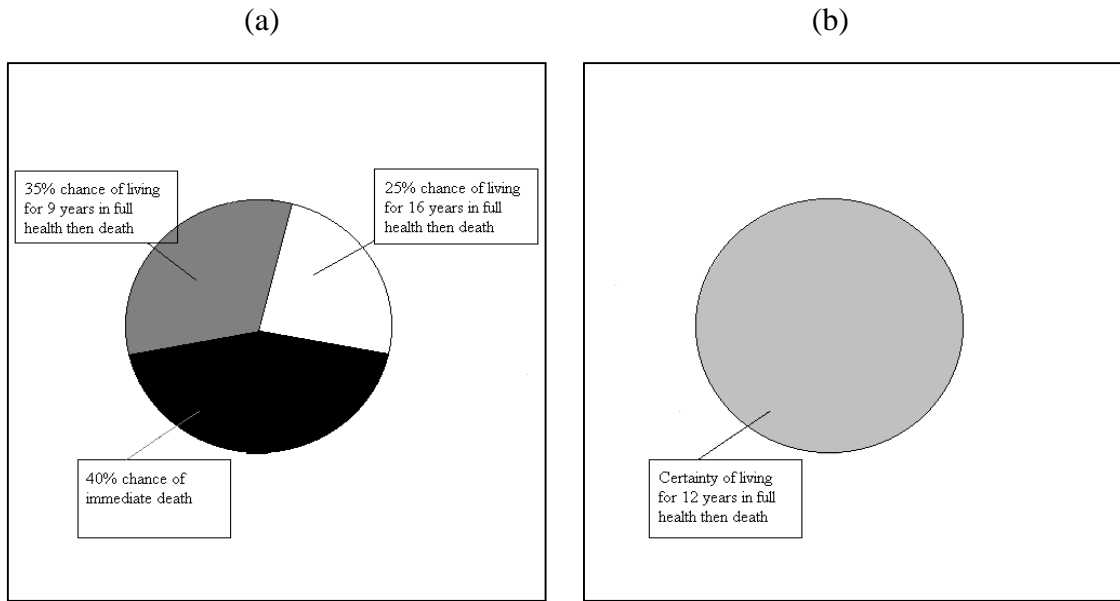 (a)
(b)
35% chance of living
for 9 years in full
health then death
25% chance of living
for 16 years in full
health then death
40% chance of
immediate death
Certainty of living
for 12 years in full
health then death